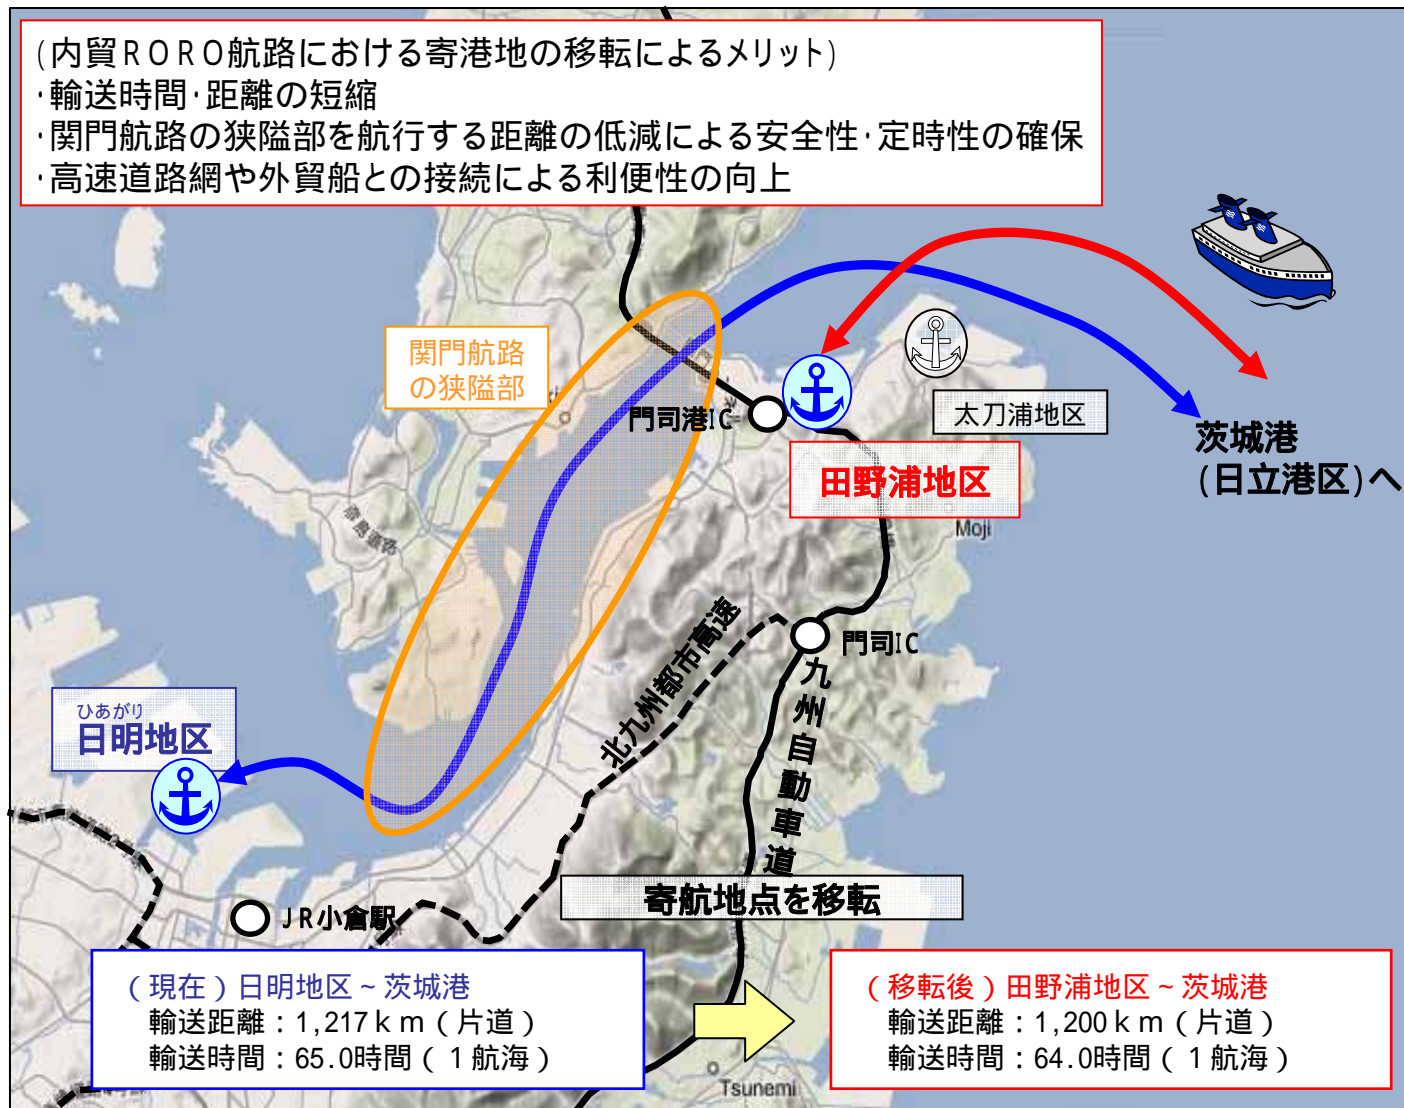 (内貿RORO航路における寄港地の移転によるメリット)
・輸送時間・距離の短縮
・関門航路の狭隘部を航行する距離の低減による安全性・定時性の確保
・高速道路網や外貿船との接続による利便性の向上
関門航路
の狭隘部
門司港IC
太刀浦地区
田野浦地区
茨城港
(日立港区)へ
Moji
門司IC
北九州都市高速
九州自動車道
ひあがり
日明地区
JR小倉駅
寄航地点を移転
(現在)日明地区~茨城港
輸送距離:1,217km(片道)
輸送時間:65.0時間(1航海)
(移転後)田野浦地区~茨城港
輸送距離:1,200km(片道)
輸送時間:64.0時間(1航海)
Tsunemi